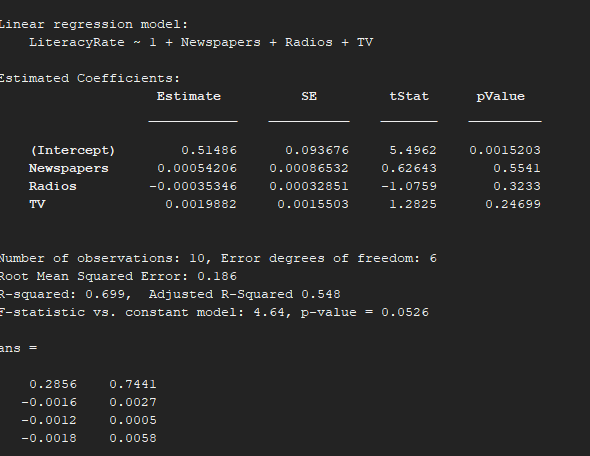 Linear regression model:
LiteracyRate ~ 1 + Newspapers + Radios + TV
Estimated Coefficients:
Estimate SE tStat pValue
(Intercept) 0.51486 0.093676 5.4962 0.0015203
Newspapers 0.00054206 0.00086532 0.62643 0.5541
Radios -0.00035346 0.00032851 -1.0759 0.3233
TV 0.0019882 0.0015503 1.2825 0.24699
Number of observations: 10, Error degrees of freedom: 6
Root Mean Squared Error: 0.186
R-squared: 0.699, Adjusted R-Squared 0.548
F-statistic vs. constant model: 4.64, p-value = 0.0526
ans =
0.2856 0.7441
-0.0016 0.0027
-0.0012 0.0005
-0.0018 0.0058